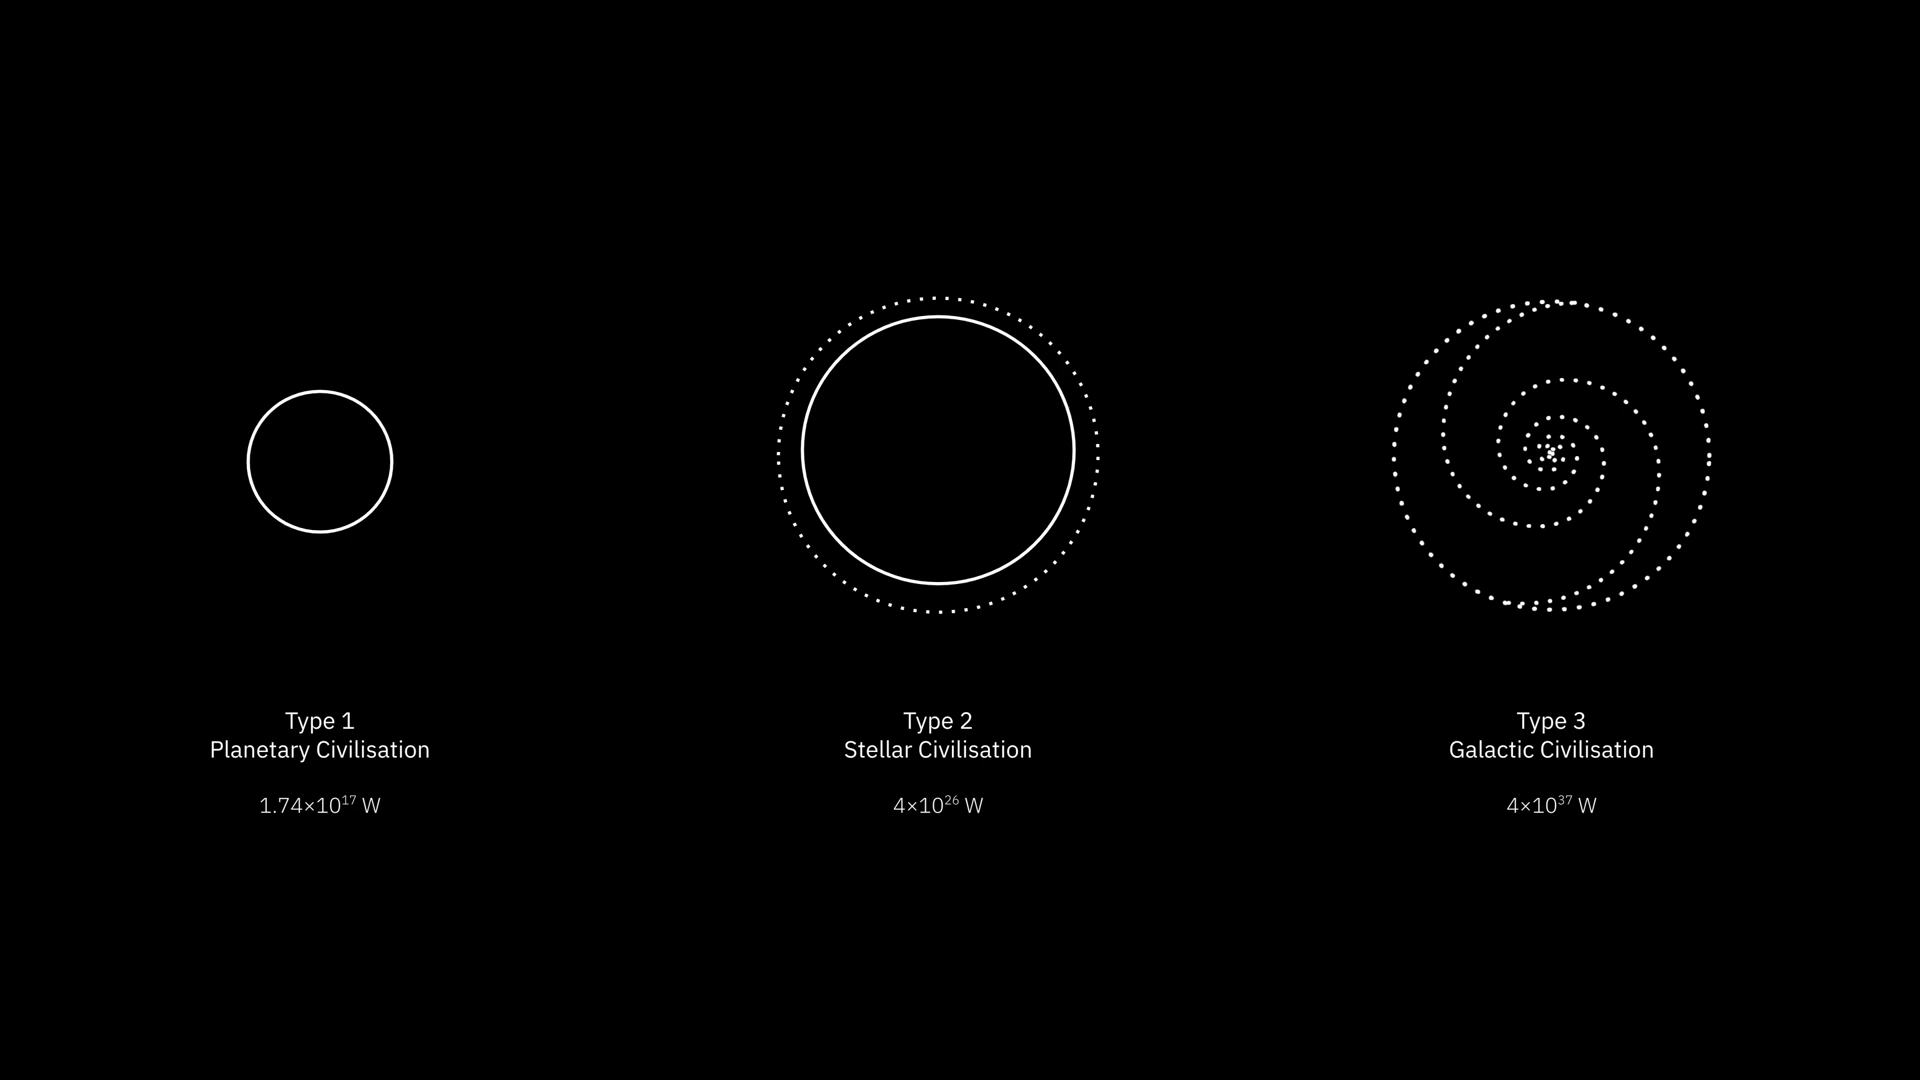 Type 1
Planetary Civilisation
1.74×10¹⁷ W
Type 2
Stellar Civilisation
4×10²⁶ W
Type 3
Galactic Civilisation
4×10³⁷ W